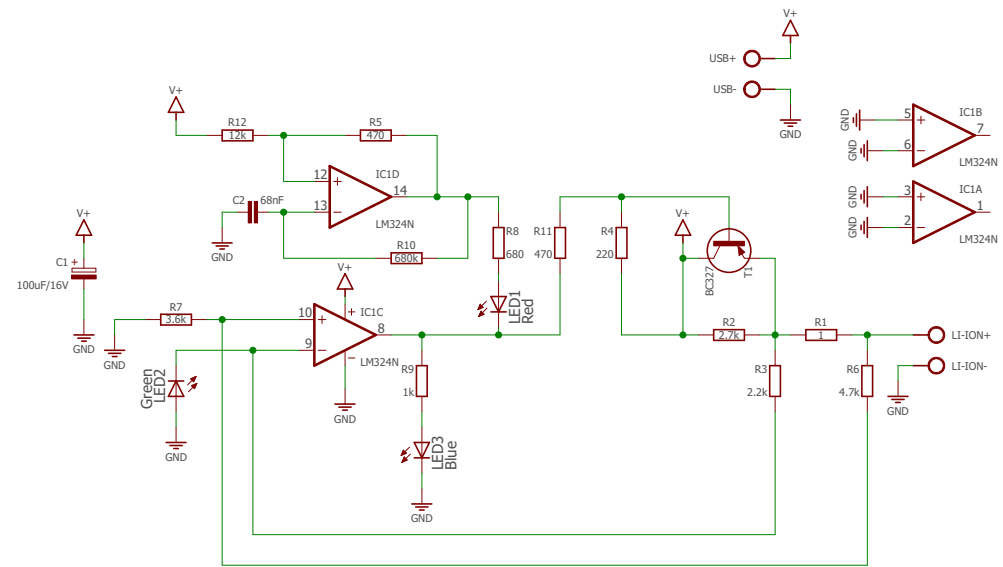 V+
USB+
USB-
GND
V+
R12
12k
R5
470
12
+
13
−
14
IC1D
LM324N
C2
68nF
GND
R10
680k
GND
5
+
6
−
7
IC1B
LM324N
GND
GND
3
+
2
−
1
IC1A
LM324N
GND
V+
C1
+
100uF/16V
GND
R8
680
R11
470
R4
220
V+
BC327
T1
LED1
Red
V+
R7
3.6k
GND
10
+
9
−
8
+
−
IC1C
LM324N
GND
R2
2.7k
R1
1
LI-ION+
LI-ION-
GND
Green
LED2
GND
R9
1k
R3
2.2k
R6
4.7k
LED3
Blue
GND